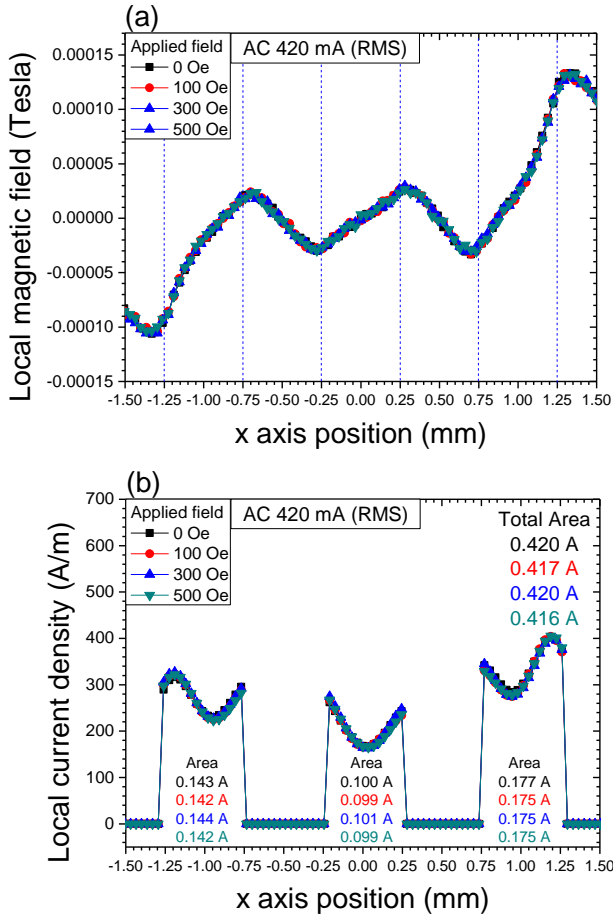 (a)
Applied field
0 Oe
100 Oe
300 Oe
500 Oe
AC 420 mA (RMS)
Local magnetic field (Tesla)
0.00015
0.00010
0.00005
0.00000
-0.00005
-0.00010
-0.00015
-1.50 -1.25 -1.00 -0.75 -0.50 -0.25 0.00 0.25 0.50 0.75 1.00 1.25 1.50
x axis position (mm)
(b)
Applied field
0 Oe
100 Oe
300 Oe
500 Oe
AC 420 mA (RMS)
Total Area
0.420 A
0.417 A
0.420 A
0.416 A
Local current density (A/m)
700
600
500
400
300
200
100
0
Area
0.143 A
0.142 A
0.144 A
0.142 A
Area
0.100 A
0.099 A
0.101 A
0.099 A
Area
0.177 A
0.175 A
0.175 A
0.175 A
-1.50 -1.25 -1.00 -0.75 -0.50 -0.25 0.00 0.25 0.50 0.75 1.00 1.25 1.50
x axis position (mm)